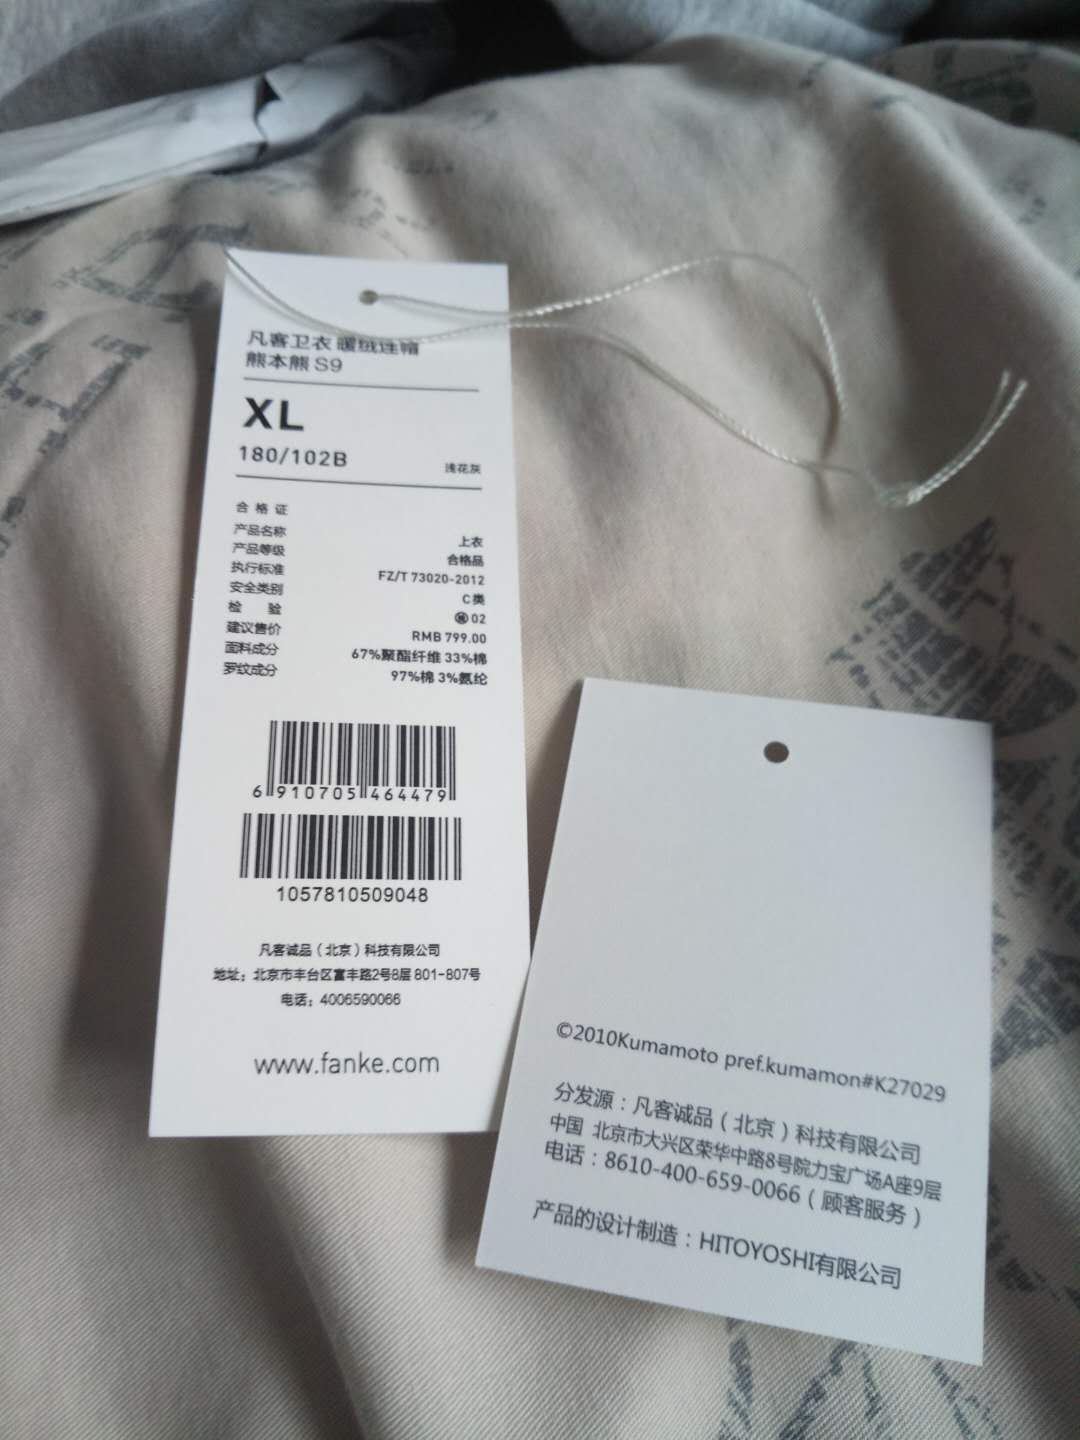 凡客卫衣 暖绒连帽
熊本熊 S9
XL
180/102B 浅花灰
合 格 证
产品名称 上衣
产品等级 合格品
执行标准 FZ/T 73020-2012
安全类别 C类
检 验 02
建议售价 RMB 799.00
面料成分 67%聚酯纤维 33%棉
罗纹成分 97%棉 3%氨纶
6 910705 464479
1057810509048
凡客诚品（北京）科技有限公司
地址：北京市丰台区富丰路2号8层 801-807号
电话：4006590066
www.fanke.com
©2010Kumamoto pref.kumamon#K27029
分发源：凡客诚品（北京）科技有限公司
中国 北京市大兴区荣华中路8号院力宝广场A座9层
电话：8610-400-659-0066（顾客服务）
产品的设计制造：HITOYOSHI有限公司